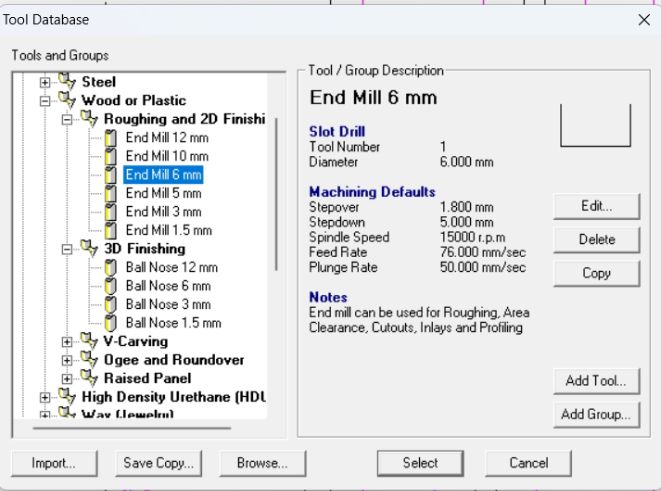 Tool Database
Tools and Groups
Steel
Wood or Plastic
Roughing and 2D Finishi
End Mill 12 mm
End Mill 10 mm
End Mill 6 mm
End Mill 5 mm
End Mill 3 mm
End Mill 1.5 mm
3D Finishing
Ball Nose 12 mm
Ball Nose 6 mm
Ball Nose 3 mm
Ball Nose 1.5 mm
V-Carving
Ogee and Roundover
Raised Panel
High Density Urethane (HDU
Wax (Jewelry)
Tool / Group Description
End Mill 6 mm
Slot Drill
Tool Number 1
Diameter 6.000 mm
Machining Defaults
Stepover 1.800 mm
Stepdown 5.000 mm
Spindle Speed 15000 r.p.m
Feed Rate 76.000 mm/sec
Plunge Rate 50.000 mm/sec
Notes
End mill can be used for Roughing, Area
Clearance, Cutouts, Inlays and Profiling
Edit...
Delete
Copy
Add Tool...
Add Group...
Import...
Save Copy...
Browse...
Select
Cancel